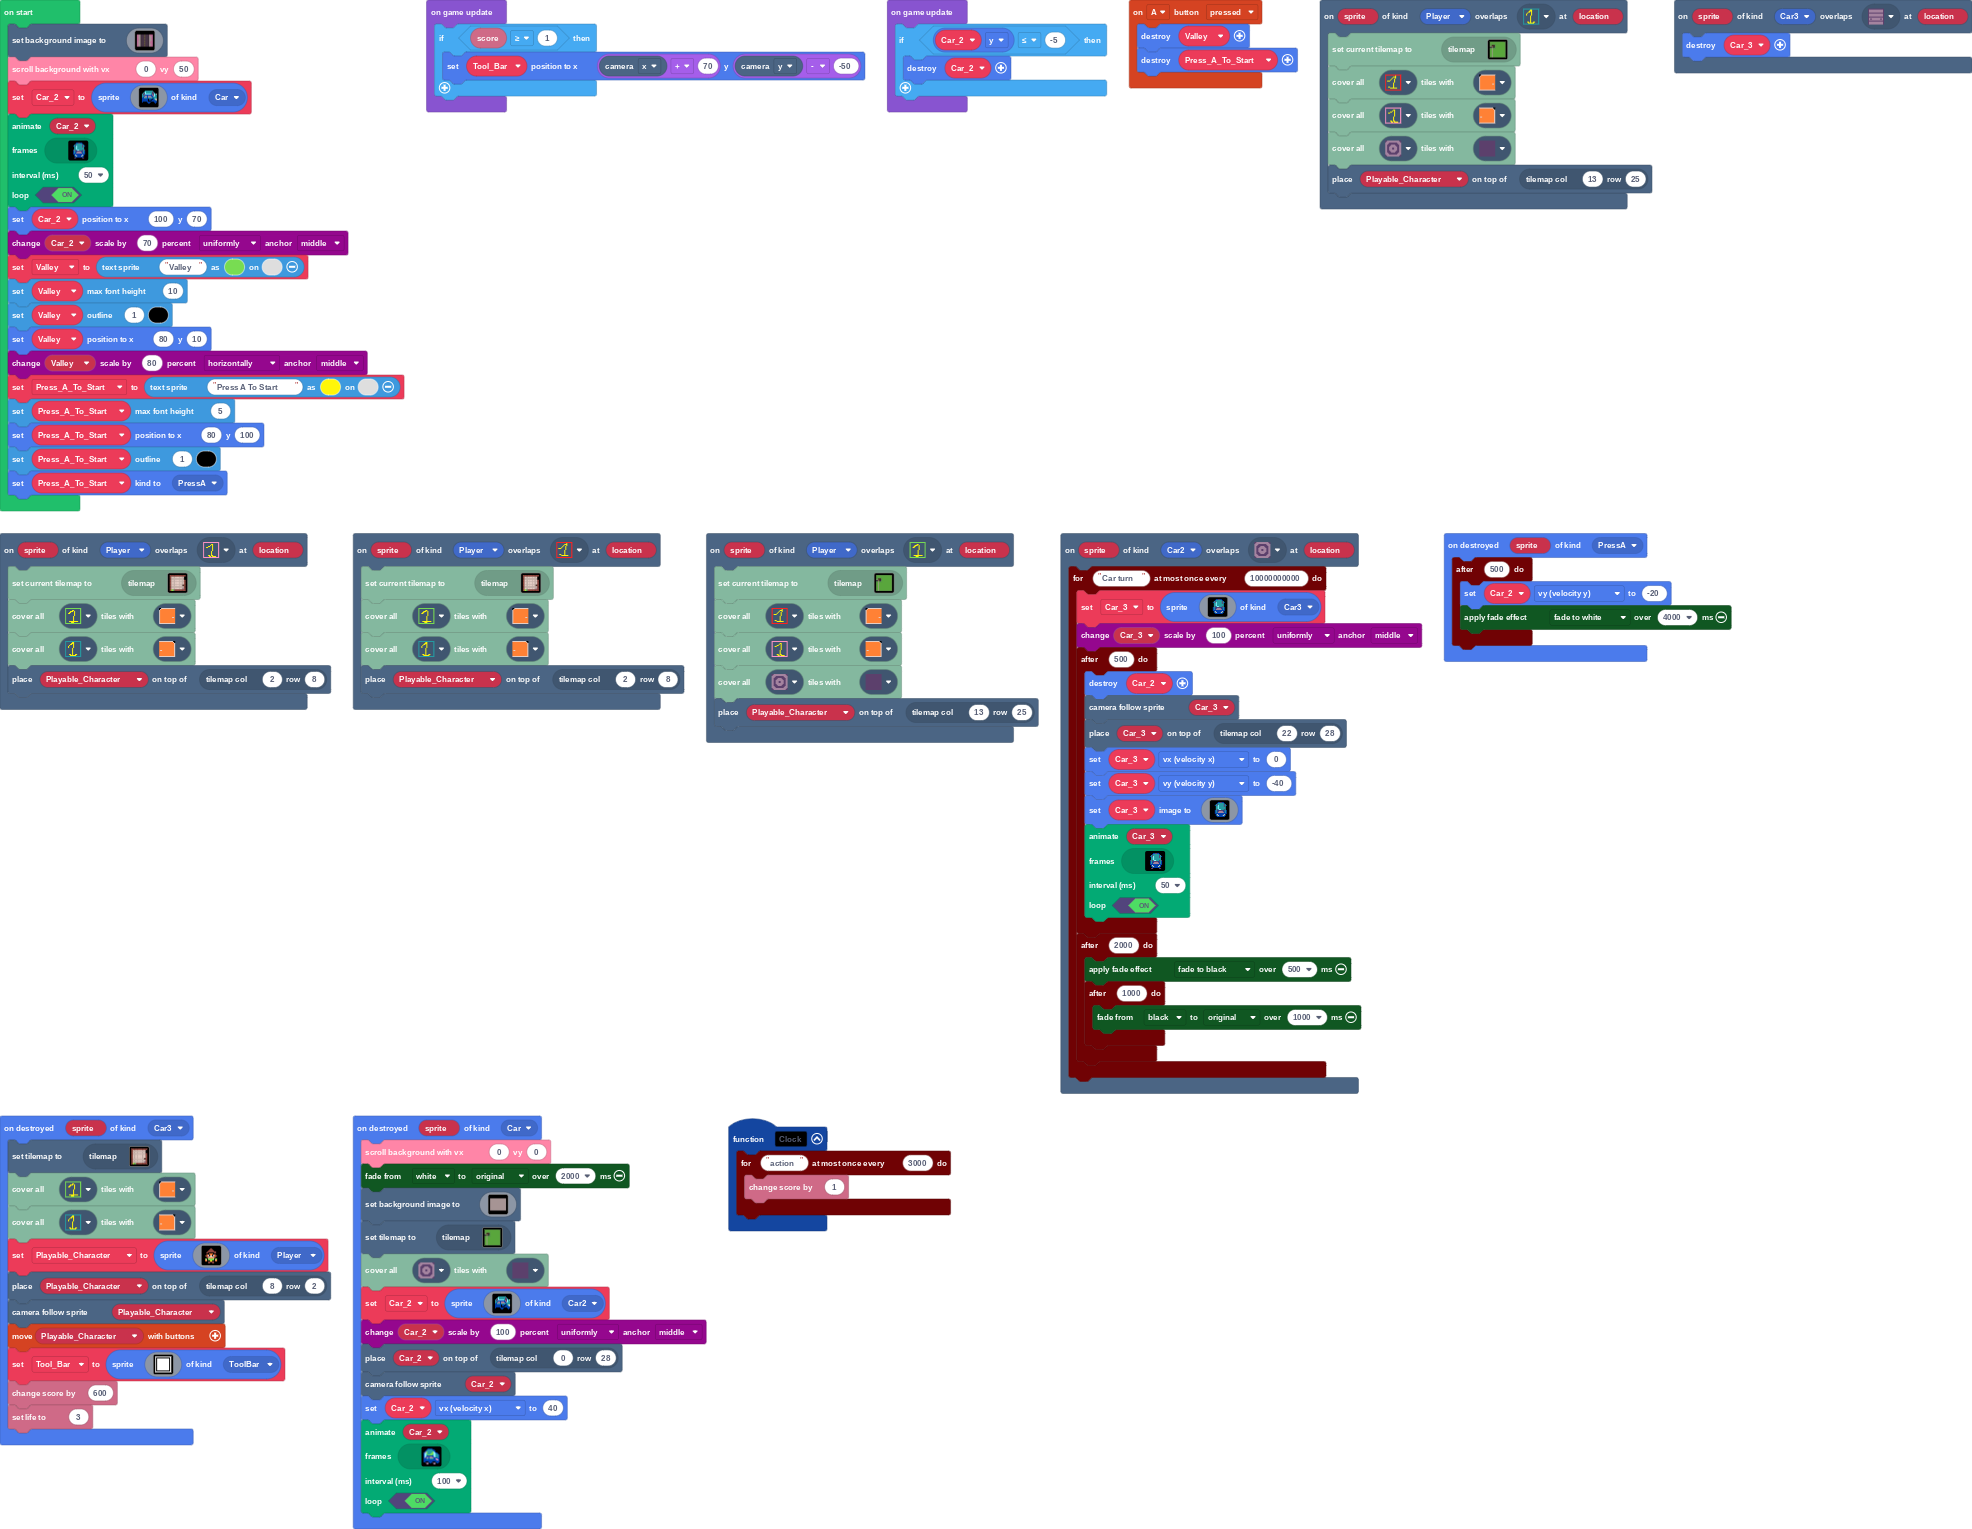 on start
set background image to
scroll background with vx 0 vy 50
set Car_2 to sprite of kind Car
animate Car_2
frames
interval (ms) 50
loop ON
set Car_2 position to x 100 y 70
change Car_2 scale by 70 percent uniformly anchor middle
set Valley to text sprite "Valley" as on
set Valley max font height 10
set Valley outline 1
set Valley position to x 80 y 10
change Valley scale by 80 percent horizontally anchor middle
set Press_A_To_Start to text sprite "Press A To Start" as on
set Press_A_To_Start max font height 5
set Press_A_To_Start position to x 80 y 100
set Press_A_To_Start outline 1
set Press_A_To_Start kind to PressA
on game update
if score ≥ 1 then
set Tool_Bar position to x camera x + 70 y camera y - -50
on game update
if Car_2 y ≤ -5 then
destroy Car_2
on A button pressed
destroy Valley
destroy Press_A_To_Start
on sprite of kind Player overlaps at location
set current tilemap to tilemap
cover all tiles with
cover all tiles with
cover all tiles with
place Playable_Character on top of tilemap col 13 row 25
on sprite of kind Car3 overlaps at location
destroy Car_3
on sprite of kind Player overlaps at location
set current tilemap to tilemap
cover all tiles with
cover all tiles with
place Playable_Character on top of tilemap col 2 row 8
on sprite of kind Player overlaps at location
set current tilemap to tilemap
cover all tiles with
cover all tiles with
place Playable_Character on top of tilemap col 2 row 8
on sprite of kind Player overlaps at location
set current tilemap to tilemap
cover all tiles with
cover all tiles with
cover all tiles with
place Playable_Character on top of tilemap col 13 row 25
on sprite of kind Car2 overlaps at location
for "Car turn" at most once every 10000000000 do
set Car_3 to sprite of kind Car3
change Car_3 scale by 100 percent uniformly anchor middle
after 500 do
destroy Car_2
camera follow sprite Car_3
place Car_3 on top of tilemap col 22 row 28
set Car_3 vx (velocity x) to 0
set Car_3 vy (velocity y) to -40
set Car_3 image to
animate Car_3
frames
interval (ms) 50
loop ON
after 2000 do
apply fade effect fade to black over 500 ms
after 1000 do
fade from black to original over 1000 ms
on destroyed sprite of kind PressA
after 500 do
set Car_2 vy (velocity y) to -20
apply fade effect fade to white over 4000 ms
on destroyed sprite of kind Car3
set tilemap to tilemap
cover all tiles with
cover all tiles with
set Playable_Character to sprite of kind Player
place Playable_Character on top of tilemap col 8 row 2
camera follow sprite Playable_Character
move Playable_Character with buttons
set Tool_Bar to sprite of kind ToolBar
change score by 600
set life to 3
on destroyed sprite of kind Car
scroll background with vx 0 vy 0
fade from white to original over 2000 ms
set background image to
set tilemap to tilemap
cover all tiles with
set Car_2 to sprite of kind Car2
change Car_2 scale by 100 percent uniformly anchor middle
place Car_2 on top of tilemap col 0 row 28
camera follow sprite Car_2
set Car_2 vx (velocity x) to 40
animate Car_2
frames
interval (ms) 100
loop ON
function Clock
for "action" at most once every 3000 do
change score by 1